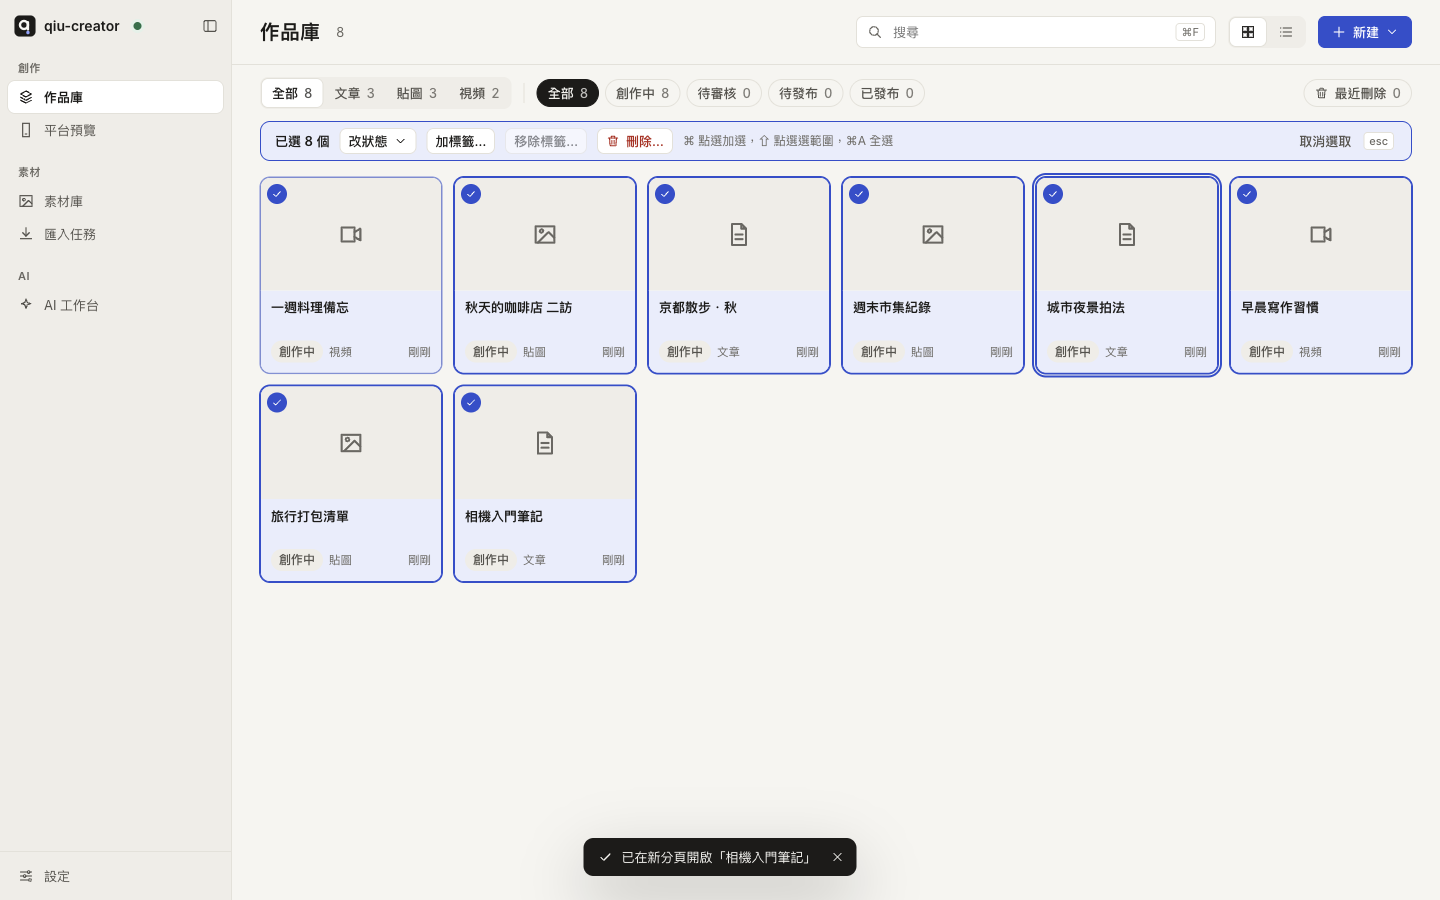 qiu-creator
創作
作品庫
平台預覽
素材
素材庫
匯入任務
AI
AI 工作台
設定
作品庫 8
搜尋 ⌘F
新建
全部 8 文章 3 貼圖 3 視頻 2
全部 8 創作中 8 待審核 0 待發布 0 已發布 0
最近刪除 0
已選 8 個 改狀態 加標籤... 移除標籤... 刪除... ⌘ 點選加選，⇧ 點選選範圍，⌘A 全選 取消選取 esc
一週料理備忘
創作中 視頻 剛剛
秋天的咖啡店 二訪
創作中 貼圖 剛剛
京都散步 · 秋
創作中 文章 剛剛
週末市集紀錄
創作中 貼圖 剛剛
城市夜景拍法
創作中 文章 剛剛
早晨寫作習慣
創作中 視頻 剛剛
旅行打包清單
創作中 貼圖 剛剛
相機入門筆記
創作中 文章 剛剛
已在新分頁開啟「相機入門筆記」